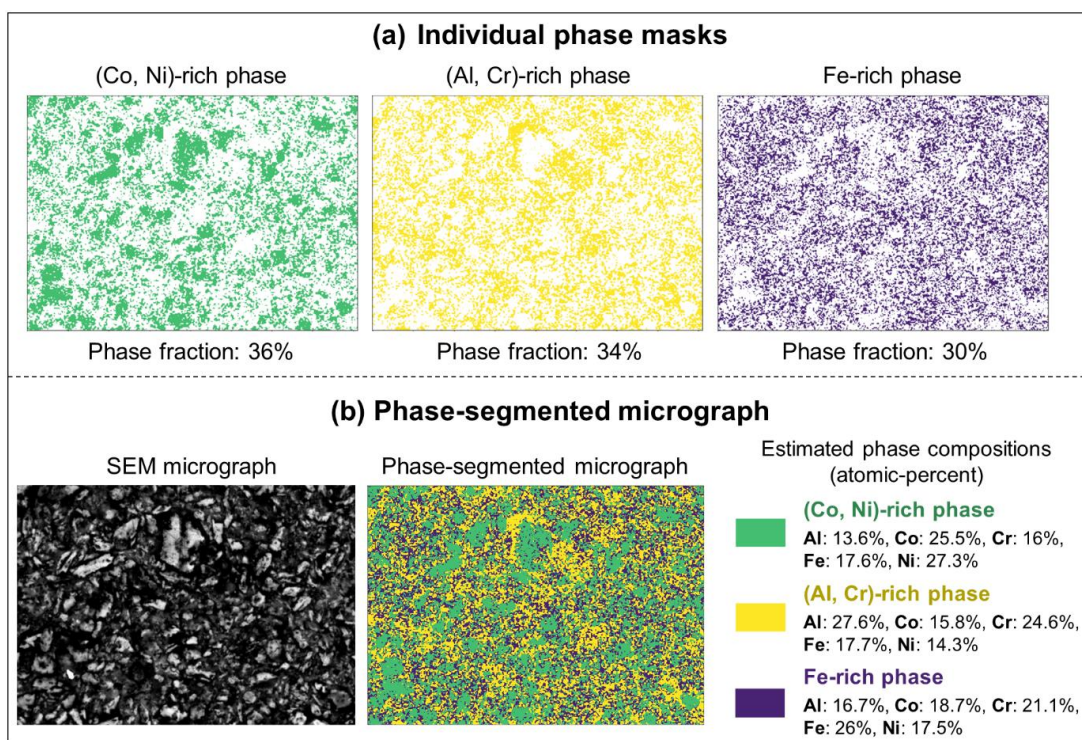 (a) Individual phase masks
(Co, Ni)-rich phase
(Al, Cr)-rich phase
Fe-rich phase
Phase fraction: 36%
Phase fraction: 34%
Phase fraction: 30%
(b) Phase-segmented micrograph
SEM micrograph
Phase-segmented micrograph
Estimated phase compositions
(atomic-percent)
(Co, Ni)-rich phase
Al: 13.6%, Co: 25.5%, Cr: 16%,
Fe: 17.6%, Ni: 27.3%
(Al, Cr)-rich phase
Al: 27.6%, Co: 15.8%, Cr: 24.6%,
Fe: 17.7%, Ni: 14.3%
Fe-rich phase
Al: 16.7%, Co: 18.7%, Cr: 21.1%,
Fe: 26%, Ni: 17.5%